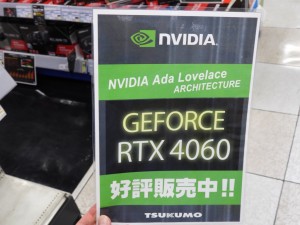 NVIDIA.
NVIDIA Ada Lovelace
ARCHITECTURE
GEFORCE
RTX 4060
好評販売中!!
TSUKUMO